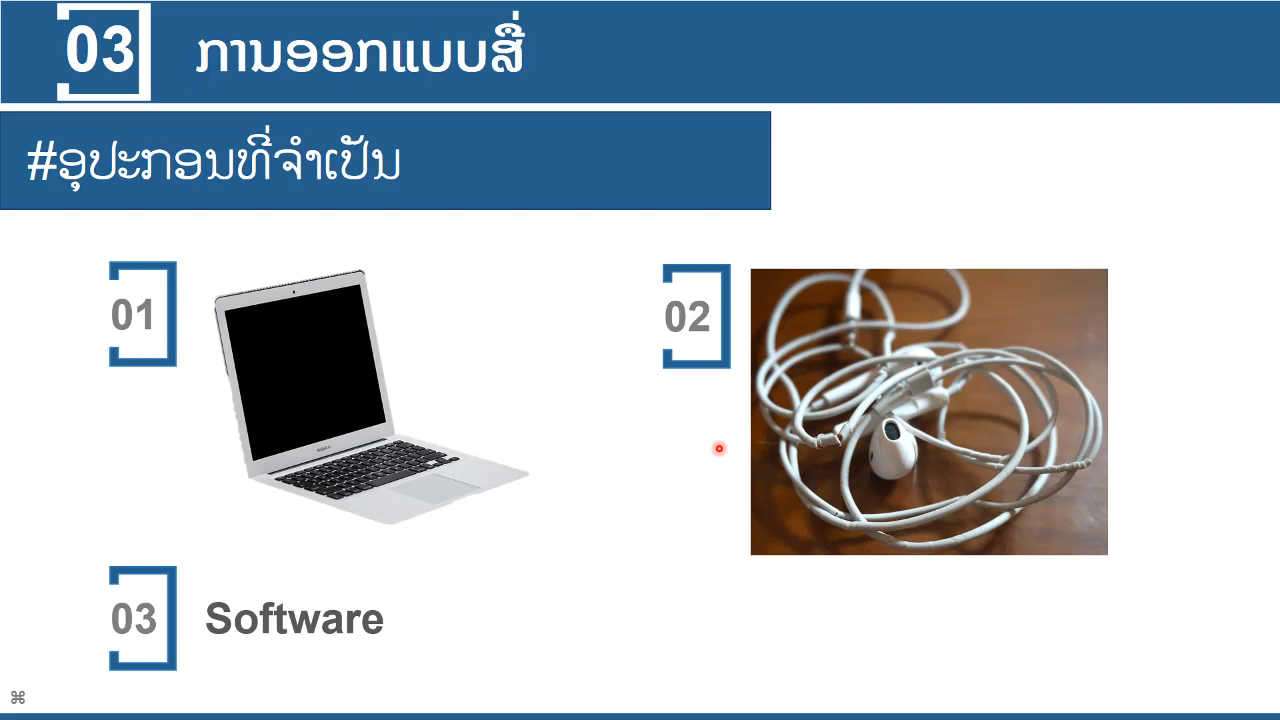 03 ການອອກແບບສື່
#ອຸປະກອນທີ່ຈຳເປັນ
01
02
03 Software
⌘